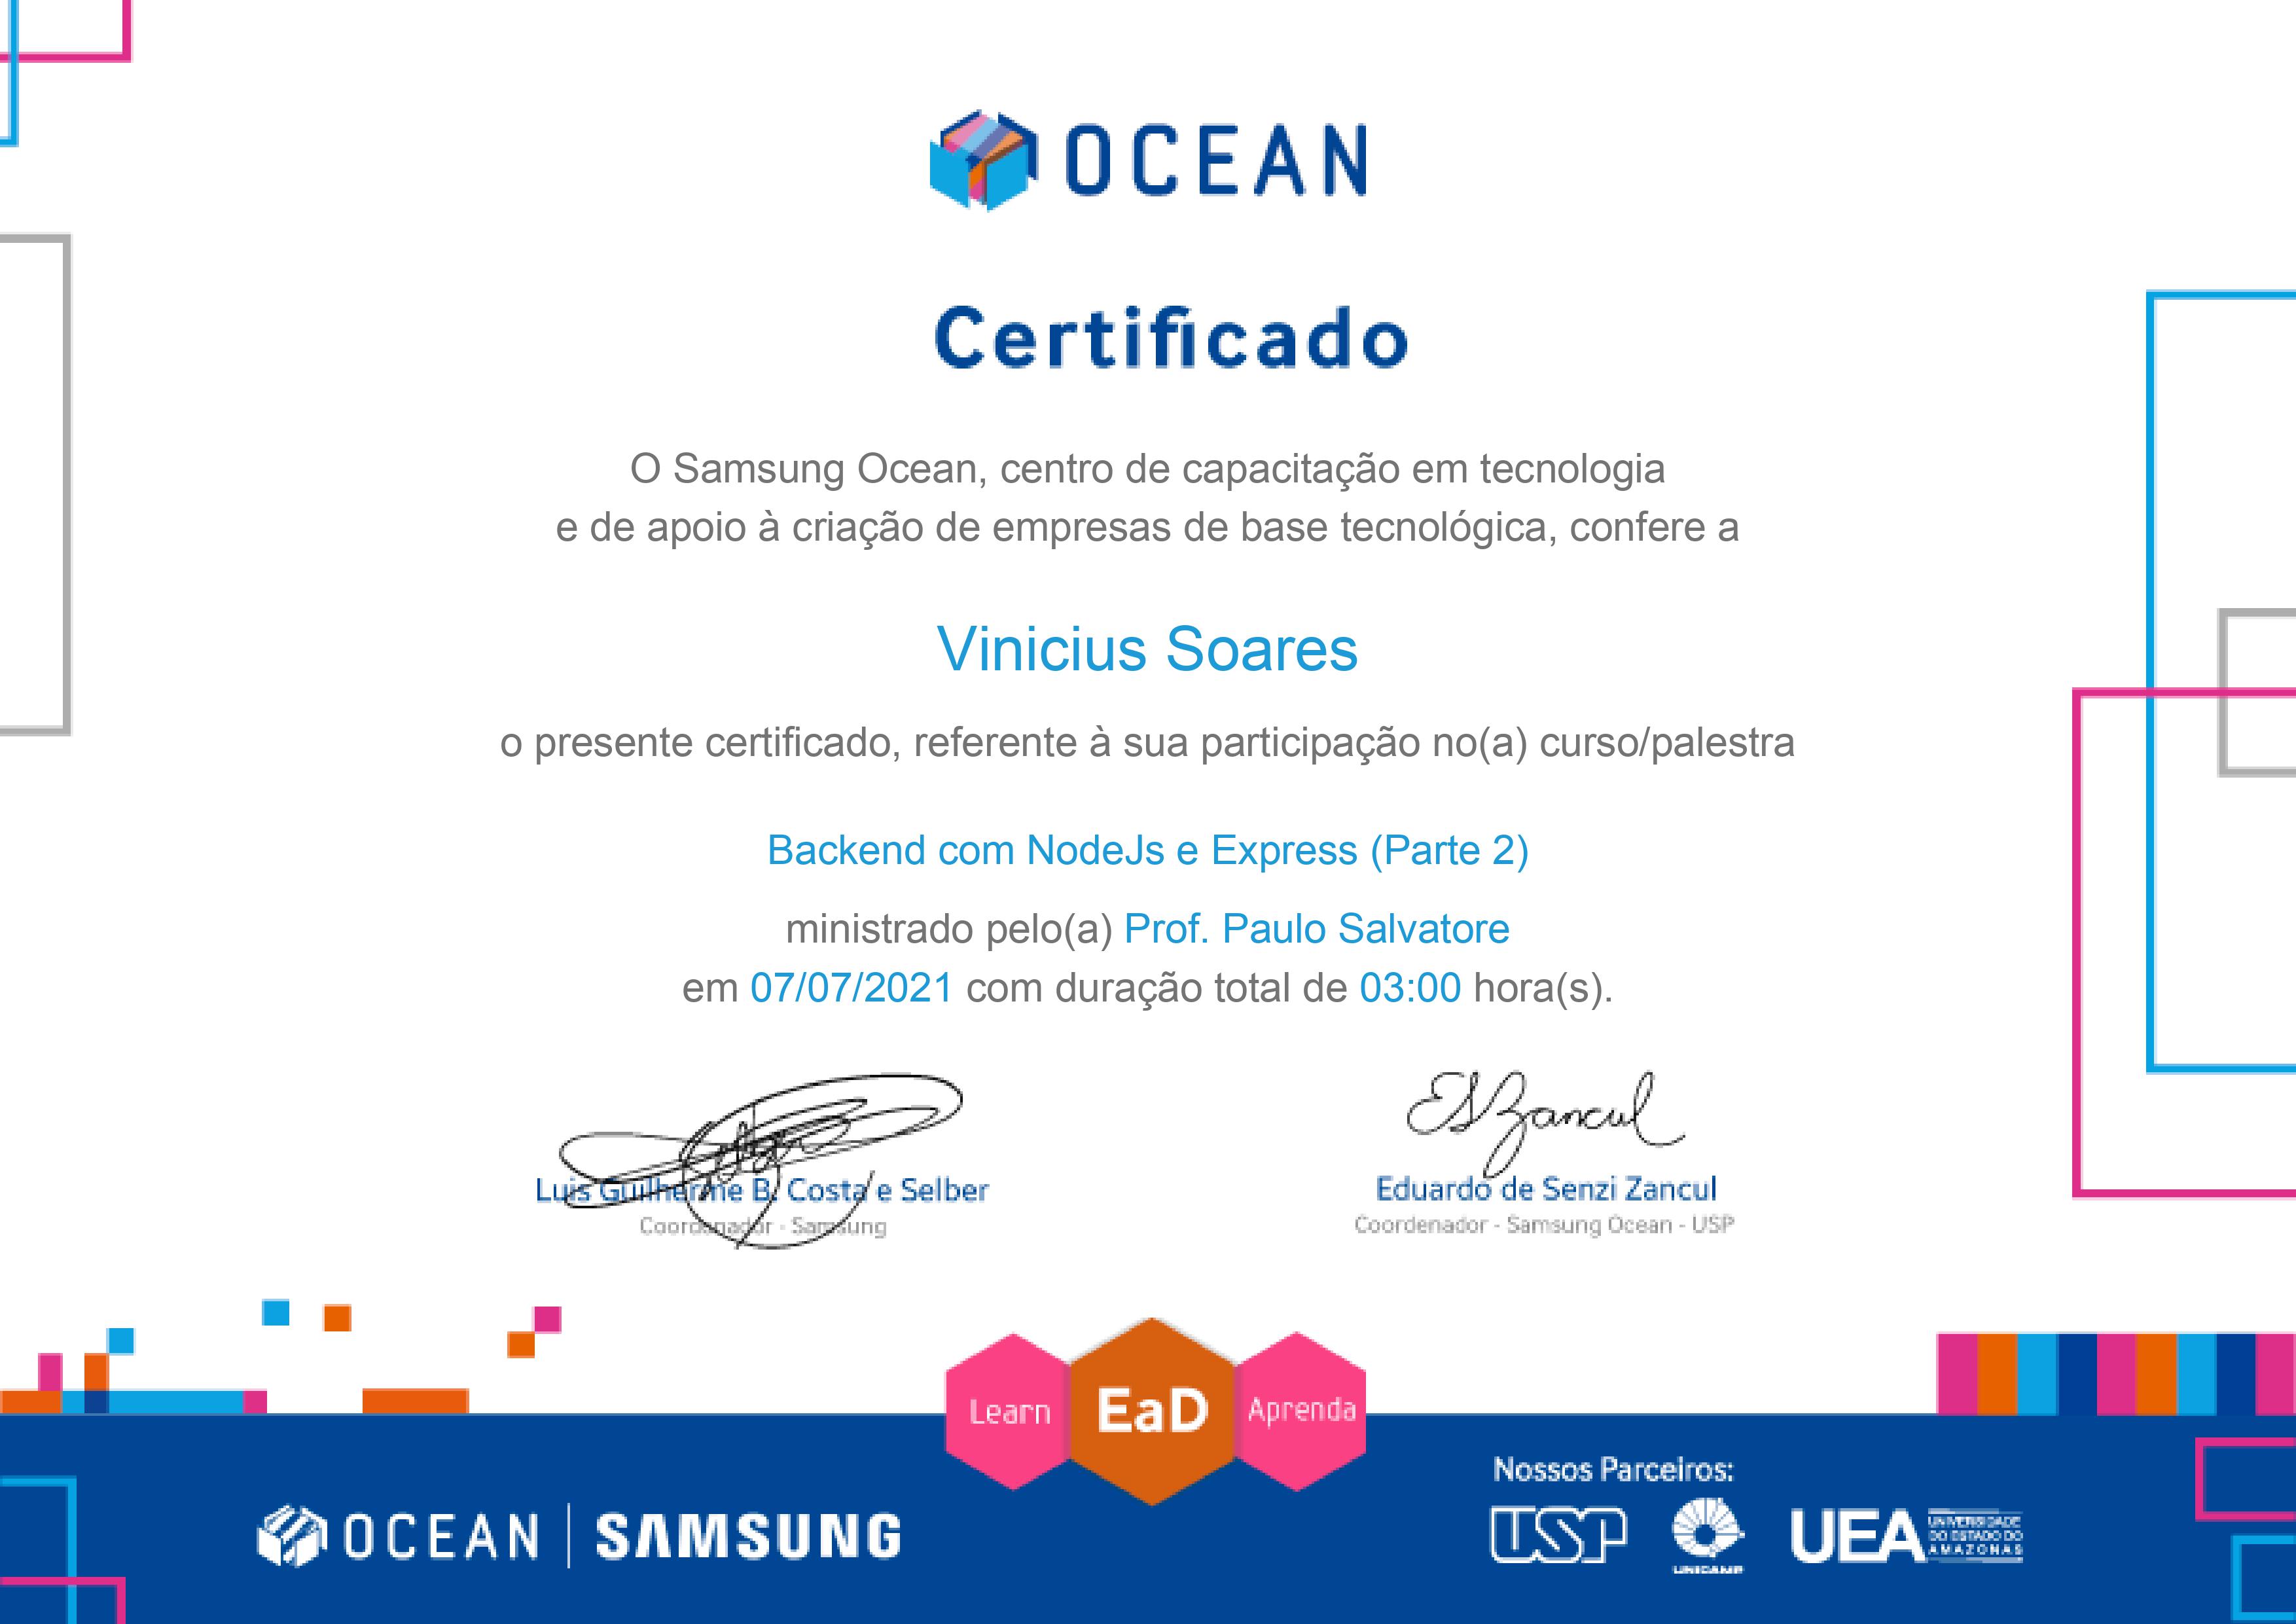 OCEAN
Certificado
O Samsung Ocean, centro de capacitação em tecnologia
e de apoio à criação de empresas de base tecnológica, confere a
Vinicius Soares
o presente certificado, referente à sua participação no(a) curso/palestra
Backend com NodeJs e Express (Parte 2)
ministrado pelo(a) Prof. Paulo Salvatore
em 07/07/2021 com duração total de 03:00 hora(s).
ESZancul
Luis Guilherme B. Costa e Selber
Coordenador - Samsung
Eduardo de Senzi Zancul
Coordenador - Samsung Ocean - USP
Learn EaD Aprenda
OCEAN | SAMSUNG
Nossos Parceiros:
USP
UNICAMP
UEA
UNIVERSIDADE
DO ESTADO DO
AMAZONAS